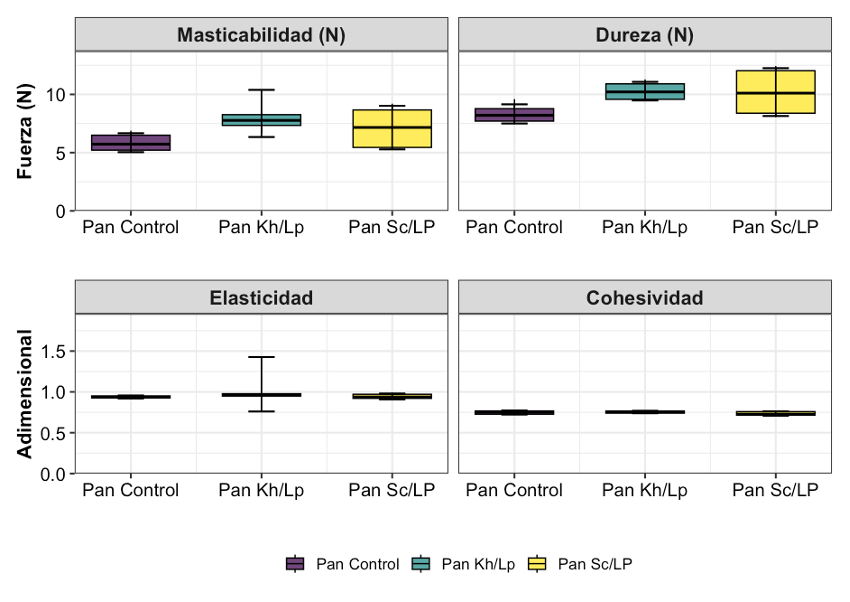 Masticabilidad (N) Dureza (N)
Fuerza (N)
10
5
0
Pan Control Pan Kh/Lp Pan Sc/LP Pan Control Pan Kh/Lp Pan Sc/LP
Elasticidad Cohesividad
Adimensional
1.5
1.0
0.5
0.0
Pan Control Pan Kh/Lp Pan Sc/LP Pan Control Pan Kh/Lp Pan Sc/LP
Pan Control Pan Kh/Lp Pan Sc/LP